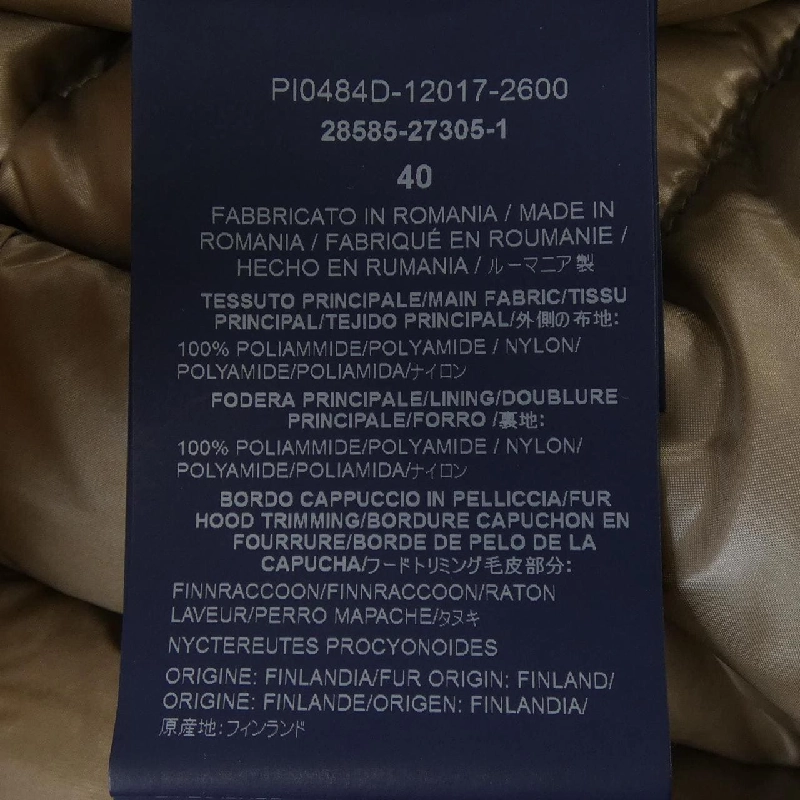 PI0484D-12017-2600
28585-27305-1
40
FABBRICATO IN ROMANIA / MADE IN
ROMANIA / FABRIQUÉ EN ROUMANIE /
HECHO EN RUMANIA / ルーマニア製
TESSUTO PRINCIPALE/MAIN FABRIC/TISSU
PRINCIPAL/TEJIDO PRINCIPAL/外側の布地:
100% POLIAMMIDE/POLYAMIDE / NYLON/
POLYAMIDE/POLIAMIDA/ナイロン
FODERA PRINCIPALE/LINING/DOUBLURE
PRINCIPALE/FORRO /裏地:
100% POLIAMMIDE/POLYAMIDE / NYLON/
POLYAMIDE/POLIAMIDA/ナイロン
BORDO CAPPUCCIO IN PELLICCIA/FUR
HOOD TRIMMING/BORDURE CAPUCHON EN
FOURRURE/BORDE DE PELO DE LA
CAPUCHA/フードトリミング毛皮部分:
FINNRACCOON/FINNRACCOON/RATON
LAVEUR/PERRO MAPACHE/タヌキ
NYCTEREUTES PROCYONOIDES
ORIGINE: FINLANDIA/FUR ORIGIN: FINLAND/
ORIGINE: FINLANDE/ORIGEN: FINLANDIA/
原産地:フィンランド